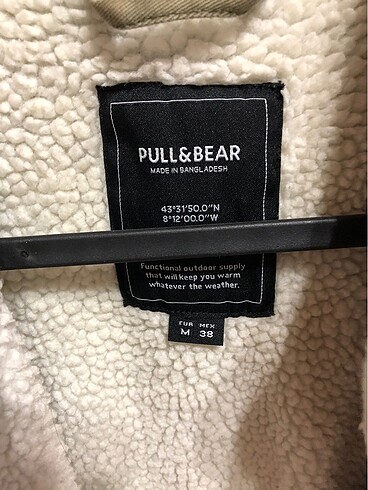 PULL&BEAR
MADE IN BANGLADESH
43°31'50.0"N
8°12'00.0"W
Functional outdoor supply
that will keep you warm
whatever the weather.
EUR MEX
M 38